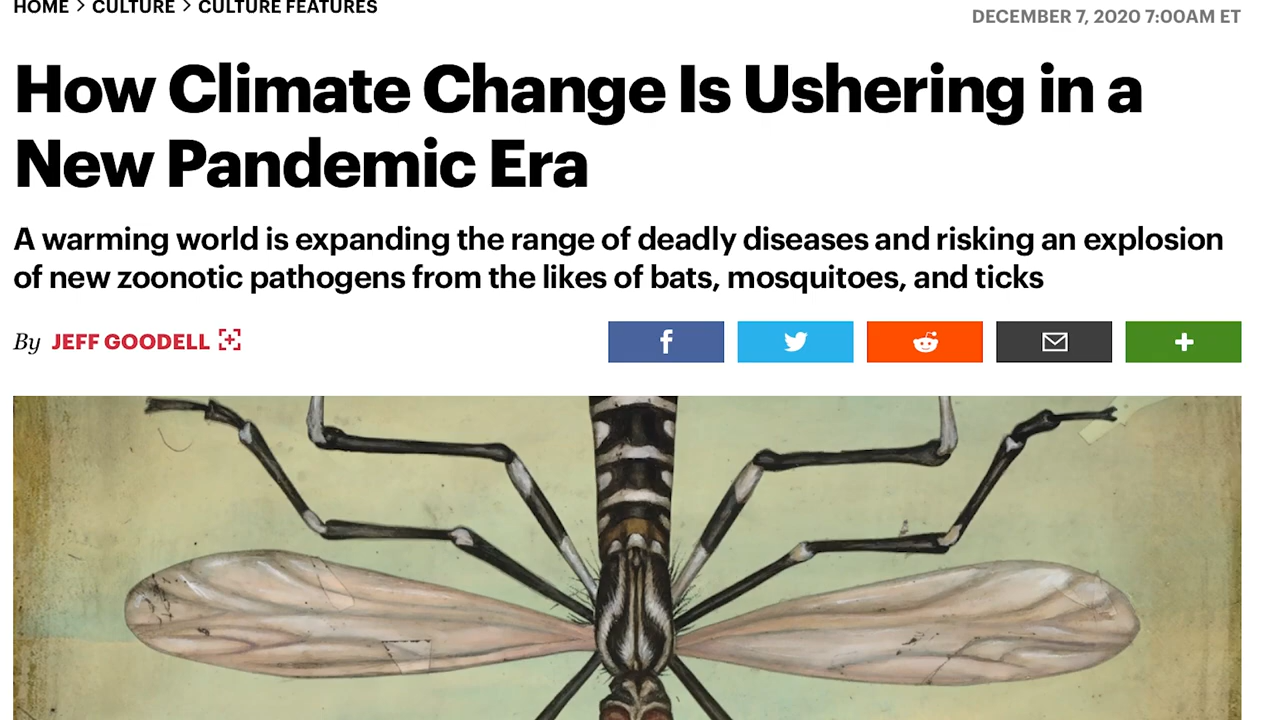 HOME > CULTURE > CULTURE FEATURES
DECEMBER 7, 2020 7:00AM ET
How Climate Change Is Ushering in a
New Pandemic Era
A warming world is expanding the range of deadly diseases and risking an explosion
of new zoonotic pathogens from the likes of bats, mosquitoes, and ticks
By JEFF GOODELL